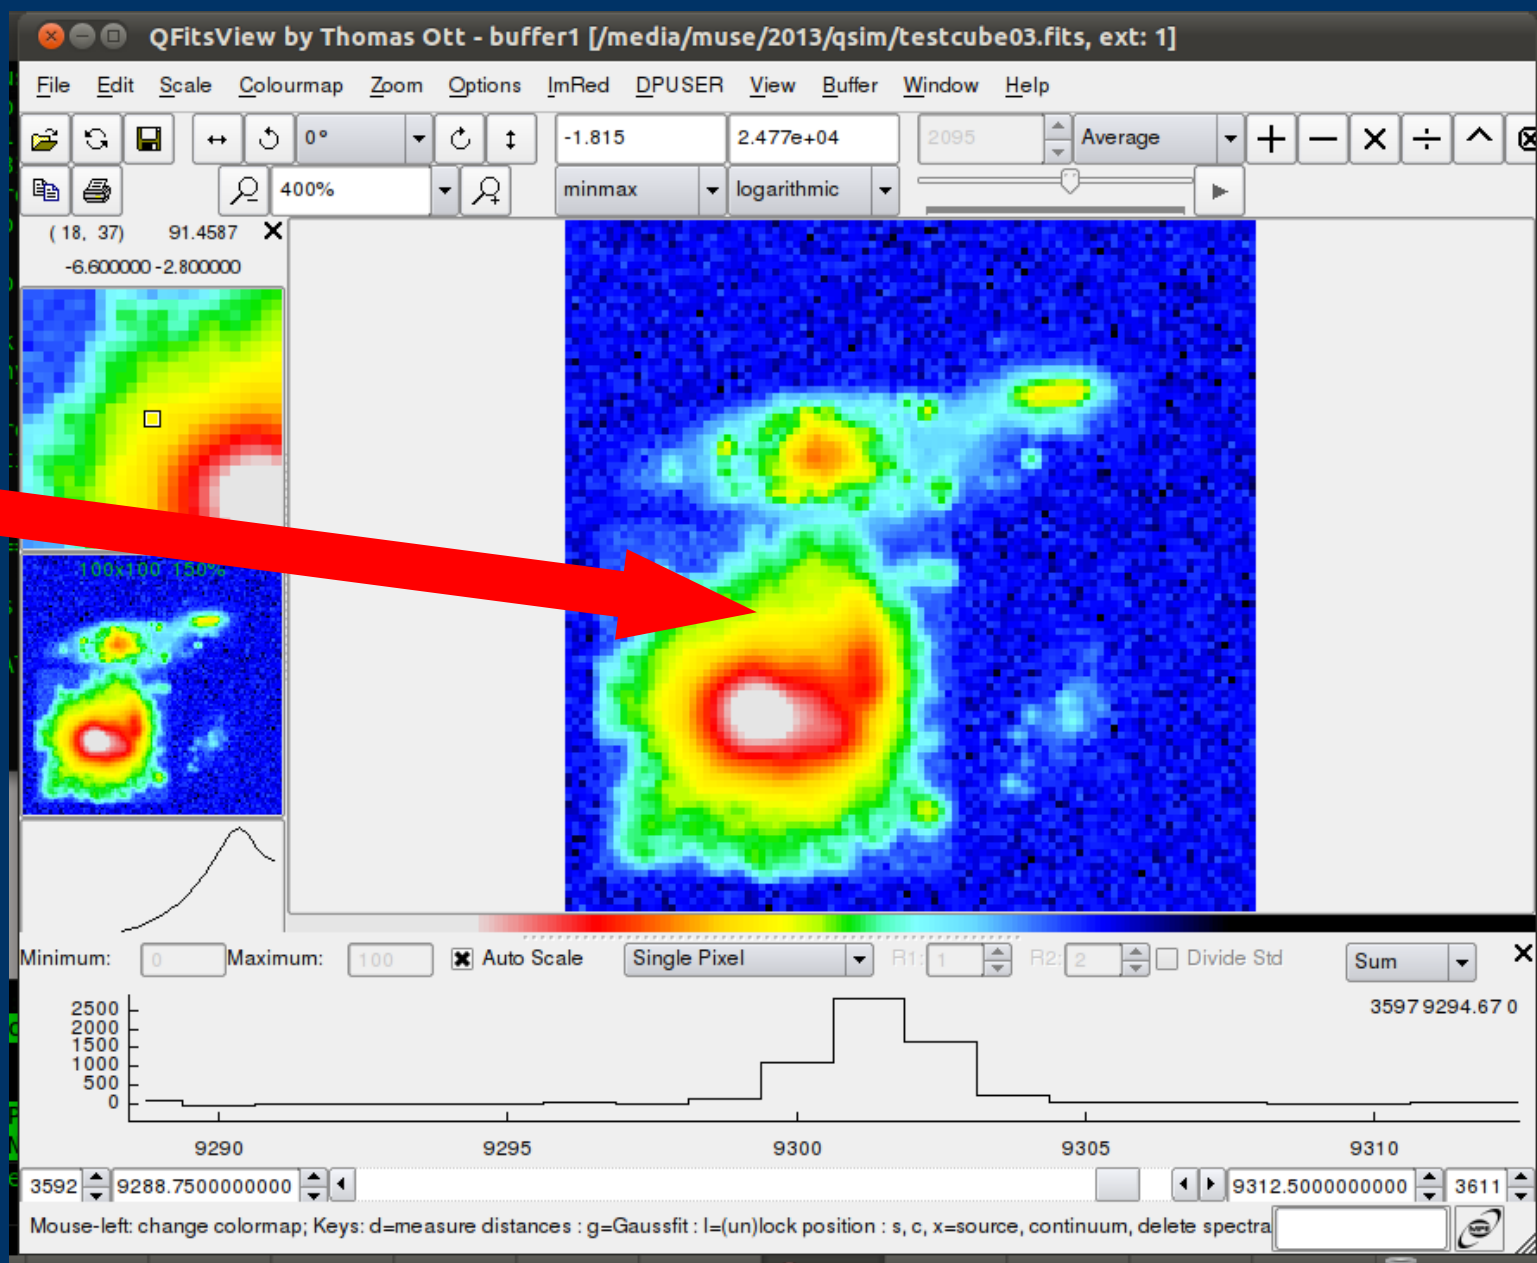 QFitsView by Thomas Ott - buffer1 [/media/muse/2013/qsim/testcube03.fits, ext: 1]
File Edit Scale Colourmap Zoom Options ImRed DPUSER View Buffer Window Help
0° -1.815 2.477e+04 2095 Average
400% minmax logarithmic
( 18, 37) 91.4587
-6.600000 -2.800000
100x100 150%
Minimum: 0 Maximum: 100 Auto Scale Single Pixel R1: 1 R2: 2 Divide Std Sum
3597 9294.67 0
2500
2000
1500
1000
500
0
9290 9295 9300 9305 9310
3592 9288.7500000000 9312.5000000000 3611
Mouse-left: change colormap; Keys: d=measure distances : g=Gaussfit : l=(un)lock position : s, c, x=source, continuum, delete spectra